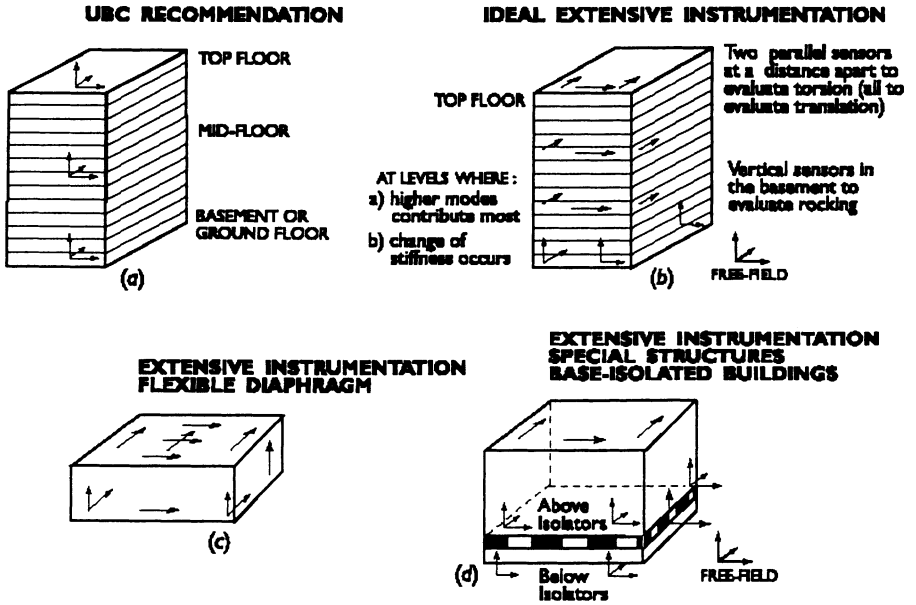 UBC RECOMMENDATION
TOP FLOOR
MID-FLOOR
BASEMENT OR
GROUND FLOOR
(a)
IDEAL EXTENSIVE INSTRUMENTATION
TOP FLOOR
Two parallel sensors
at a distance apart to
evaluate torsion (all to
evaluate translation)
AT LEVELS WHERE :
a) higher modes
contribute most
b) change of
stiffness occurs
Vertical sensors in
the basement to
evaluate rocking
FREE-FIELD
(b)
EXTENSIVE INSTRUMENTATION
FLEXIBLE DIAPHRAGM
(c)
EXTENSIVE INSTRUMENTATION
SPECIAL STRUCTURES
BASE-ISOLATED BUILDINGS
Above
Isolators
Below
Isolators
FREE-FIELD
(d)